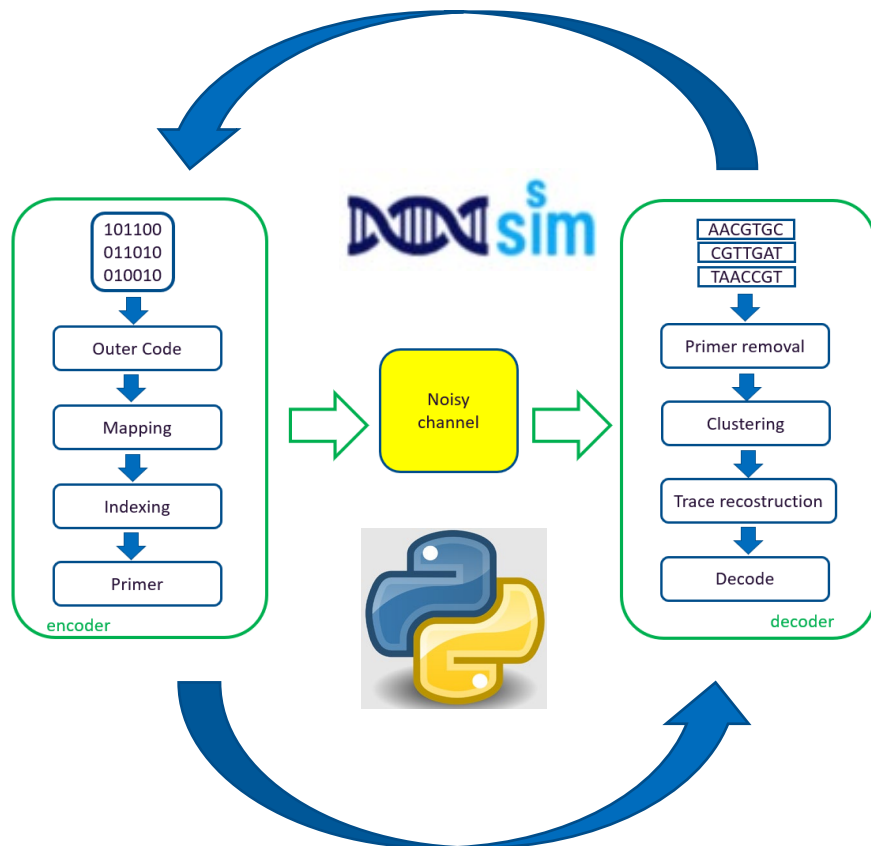 101100
011010
010010
Outer Code
Mapping
Indexing
Primer
encoder
s
sim
Noisy
channel
AACGTGC
CGTTGAT
TAACCGT
Primer removal
Clustering
Trace recostruction
Decode
decoder